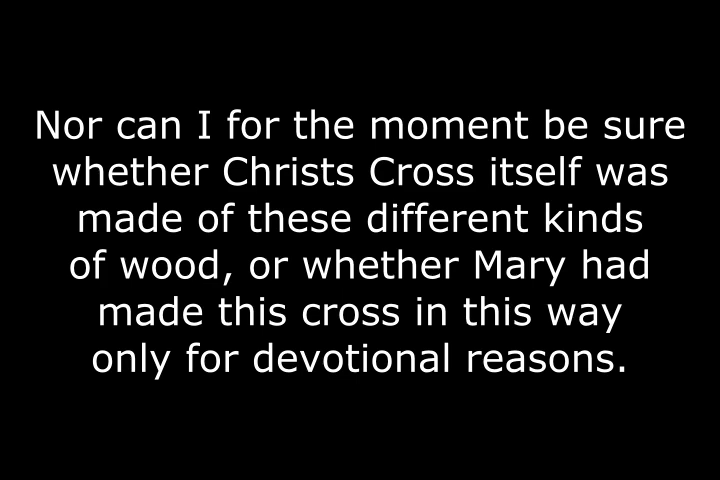 Nor can I for the moment be sure
whether Christs Cross itself was
made of these different kinds
of wood, or whether Mary had
made this cross in this way
only for devotional reasons.